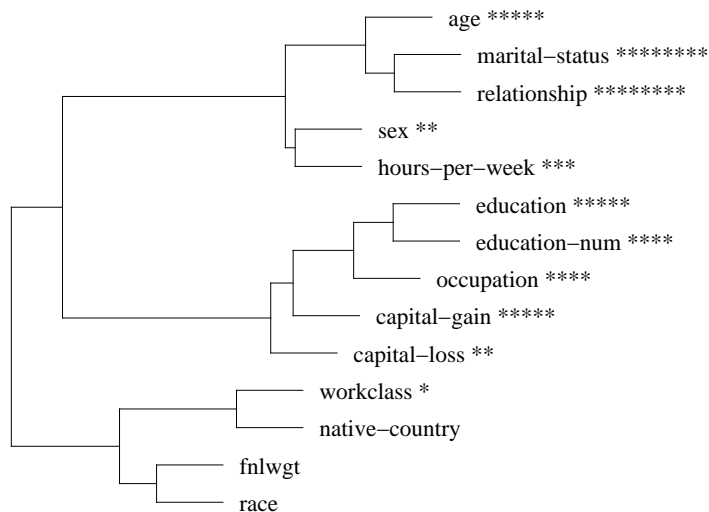 age *****
marital−status ********
relationship ********
sex **
hours−per−week ***
education *****
education−num ****
occupation ****
capital−gain *****
capital−loss **
workclass *
native−country
fnlwgt
race